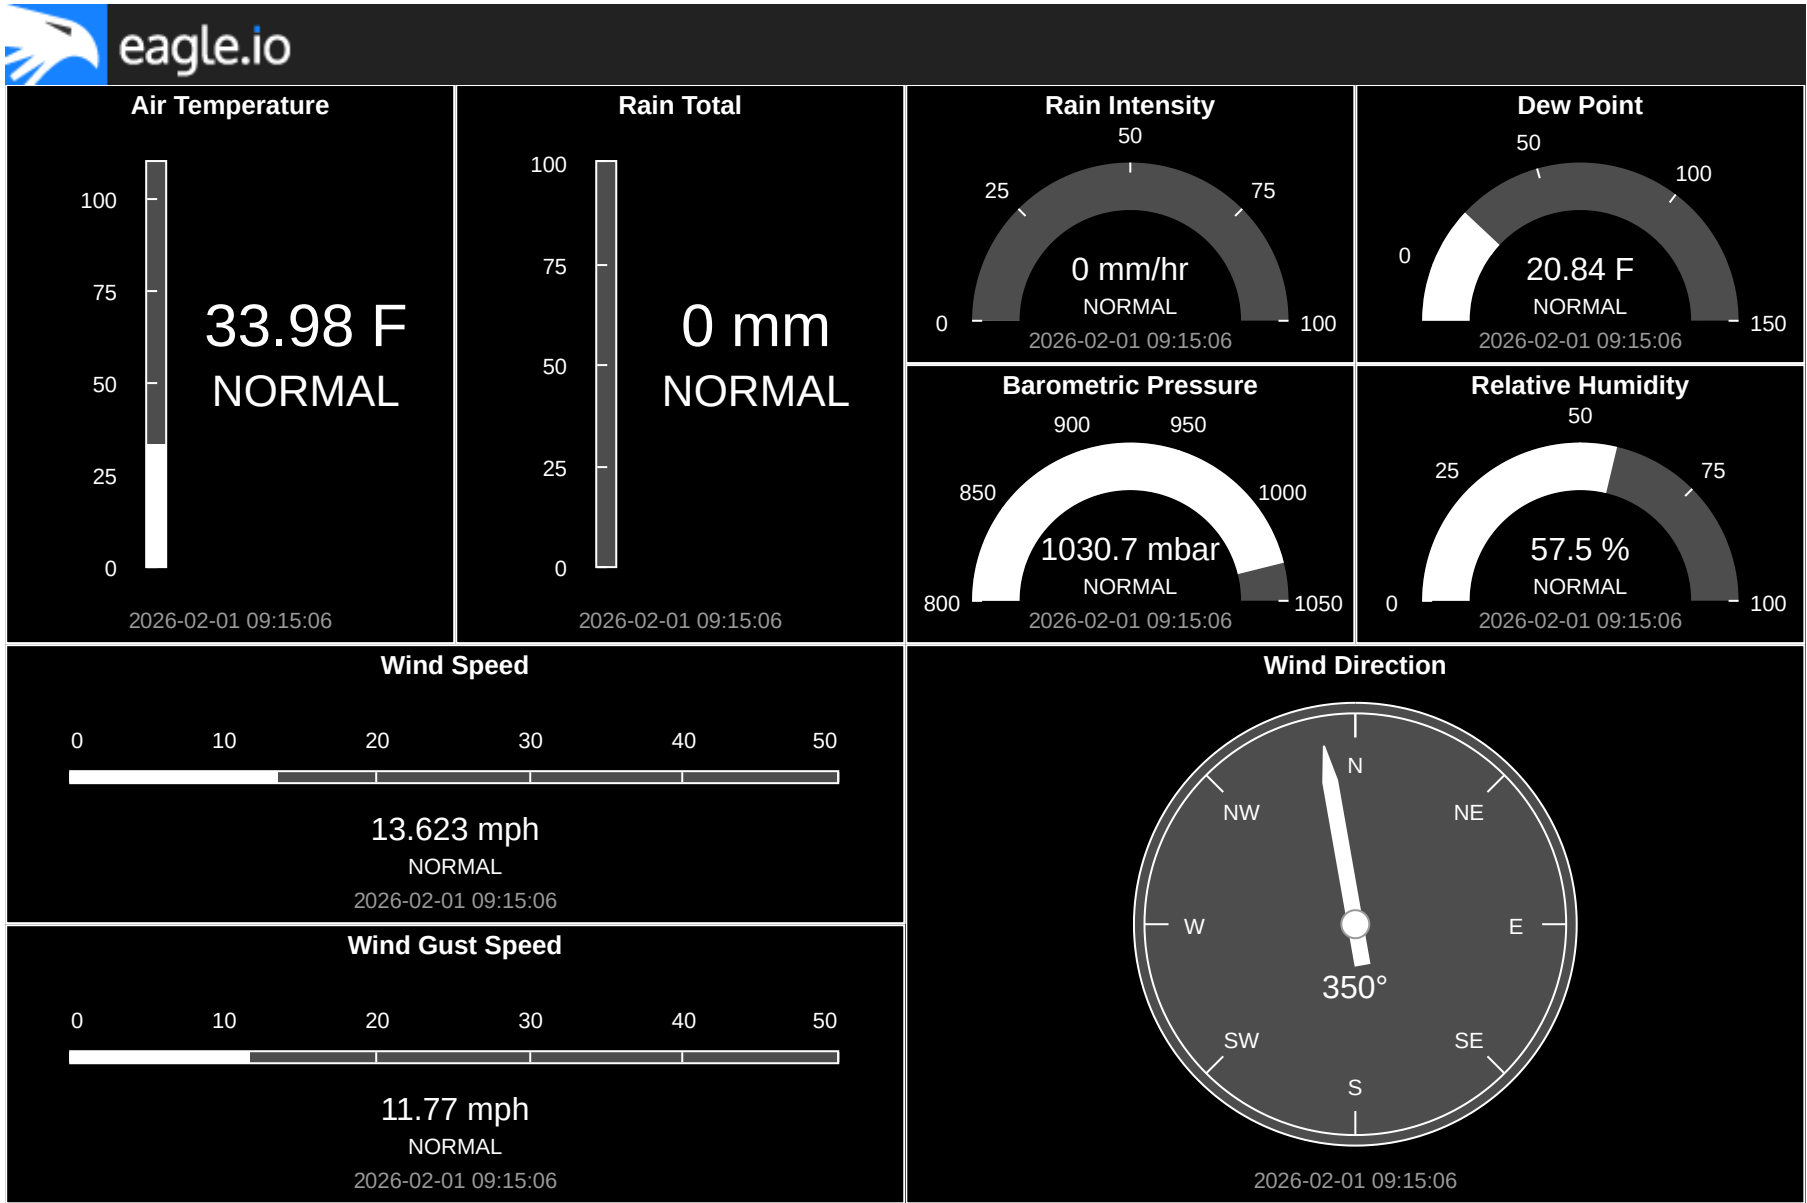 eagle.io
Air Temperature
100
75
50
25
0
33.98 F
NORMAL
2026-02-01 09:15:06
Rain Total
100
75
50
25
0
0 mm
NORMAL
2026-02-01 09:15:06
Rain Intensity
50
25
75
0
100
0 mm/hr
NORMAL
2026-02-01 09:15:06
Dew Point
50
100
0
150
20.84 F
NORMAL
2026-02-01 09:15:06
Barometric Pressure
900
950
850
1000
800
1050
1030.7 mbar
NORMAL
2026-02-01 09:15:06
Relative Humidity
50
25
75
0
100
57.5 %
NORMAL
2026-02-01 09:15:06
Wind Speed
0 10 20 30 40 50
13.623 mph
NORMAL
2026-02-01 09:15:06
Wind Gust Speed
0 10 20 30 40 50
11.77 mph
NORMAL
2026-02-01 09:15:06
Wind Direction
N
NW
NE
W
E
350°
SW
SE
S
2026-02-01 09:15:06